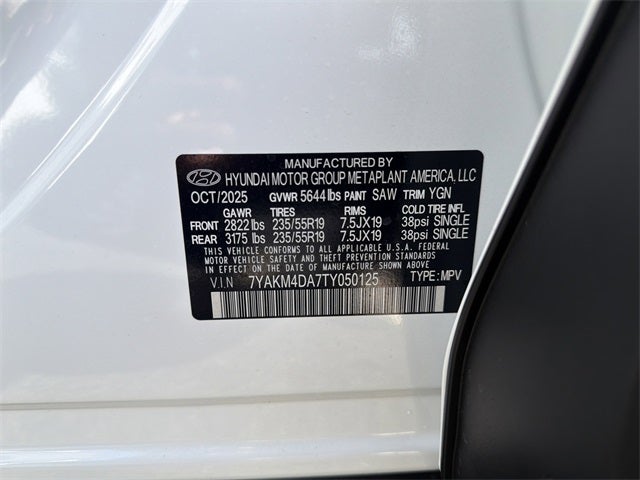 MANUFACTURED BY
HYUNDAI MOTOR GROUP METAPLANT AMERICA, LLC
OCT/2025 GVWR 5644 lbs PAINT SAW TRIM YGN
GAWR TIRES RIMS COLD TIRE INFL
FRONT 2822 lbs 235/55R19 7.5JX19 38psi SINGLE
REAR 3175 lbs 235/55R19 7.5JX19 38psi SINGLE
THIS VEHICLE CONFORMS TO ALL APPLICABLE U.S.A. FEDERAL MOTOR
VEHICLE SAFETY AND THEFT PREVENTION STANDARDS IN EFFECT ON
THE DATE OF MANUFACTURE SHOWN ABOVE.
V.I.N 7YAKM4DA7TY050125 TYPE: MPV